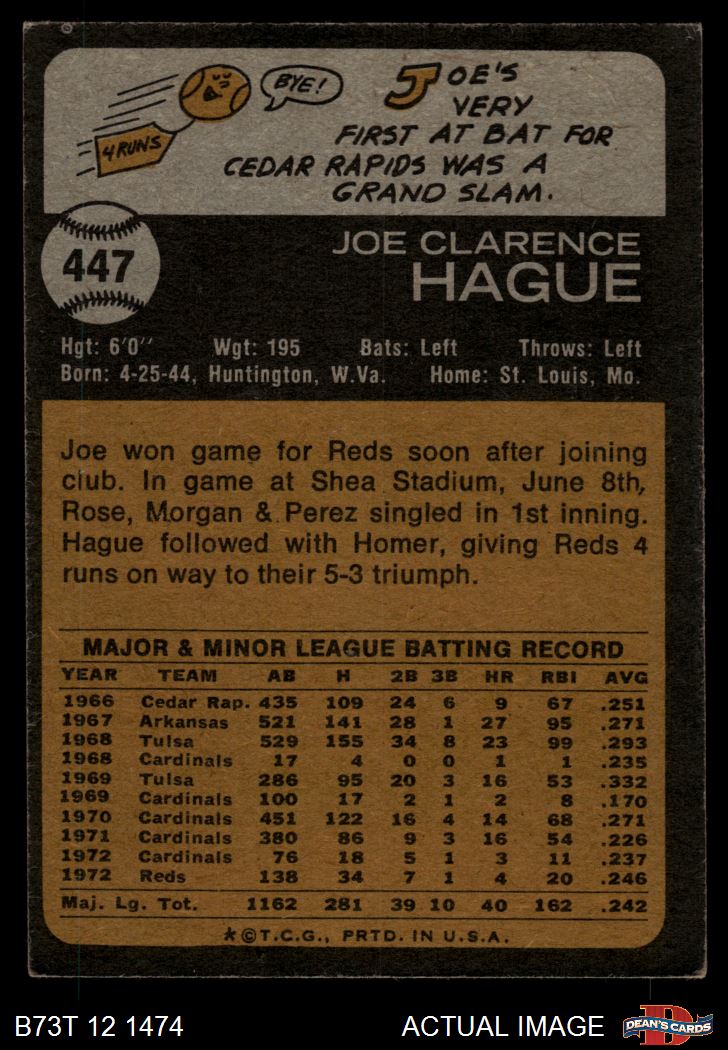 4 RUNS
BYE!
JOE'S
VERY
FIRST AT BAT FOR
CEDAR RAPIDS WAS A
GRAND SLAM.
447
JOE CLARENCE
HAGUE
Hgt: 6'0" Wgt: 195 Bats: Left Throws: Left
Born: 4-25-44, Huntington, W.Va. Home: St. Louis, Mo.
Joe won game for Reds soon after joining
club. In game at Shea Stadium, June 8th,
Rose, Morgan & Perez singled in 1st inning.
Hague followed with Homer, giving Reds 4
runs on way to their 5-3 triumph.
MAJOR & MINOR LEAGUE BATTING RECORD
YEAR TEAM AB H 2B 3B HR RBI AVG
1966 Cedar Rap. 435 109 24 6 9 67 .251
1967 Arkansas 521 141 28 1 27 95 .271
1968 Tulsa 529 155 34 8 23 99 .293
1968 Cardinals 17 4 0 0 1 1 .235
1969 Tulsa 286 95 20 3 16 53 .332
1969 Cardinals 100 17 2 1 2 8 .170
1970 Cardinals 451 122 16 4 14 68 .271
1971 Cardinals 380 86 9 3 16 54 .226
1972 Cardinals 76 18 5 1 3 11 .237
1972 Reds 138 34 7 1 4 20 .246
Maj. Lg. Tot. 1162 281 39 10 40 162 .242
*©T.C.G., PRTD. IN U.S.A.
B73T 12 1474 ACTUAL IMAGE
D
DEAN'S CARDS